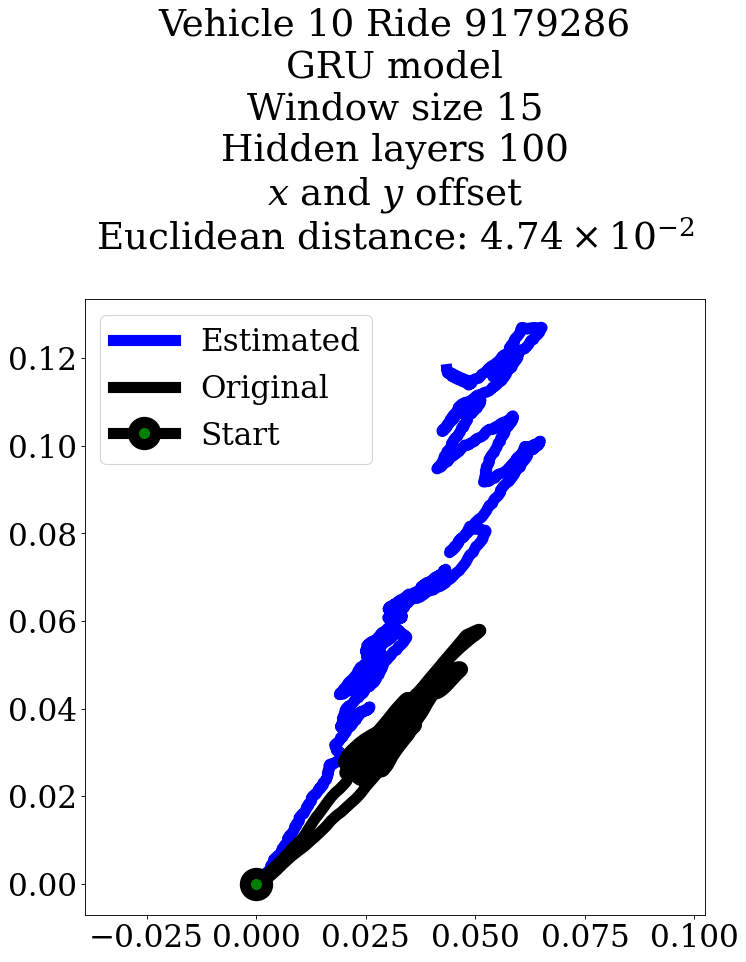 Vehicle 10 Ride 9179286
GRU model
Window size 15
Hidden layers 100
x and y offset
Euclidean distance: 4.74 × 10⁻²
Estimated
Original
Start
0.12
0.10
0.08
0.06
0.04
0.02
0.00
−0.025 0.000 0.025 0.050 0.075 0.100